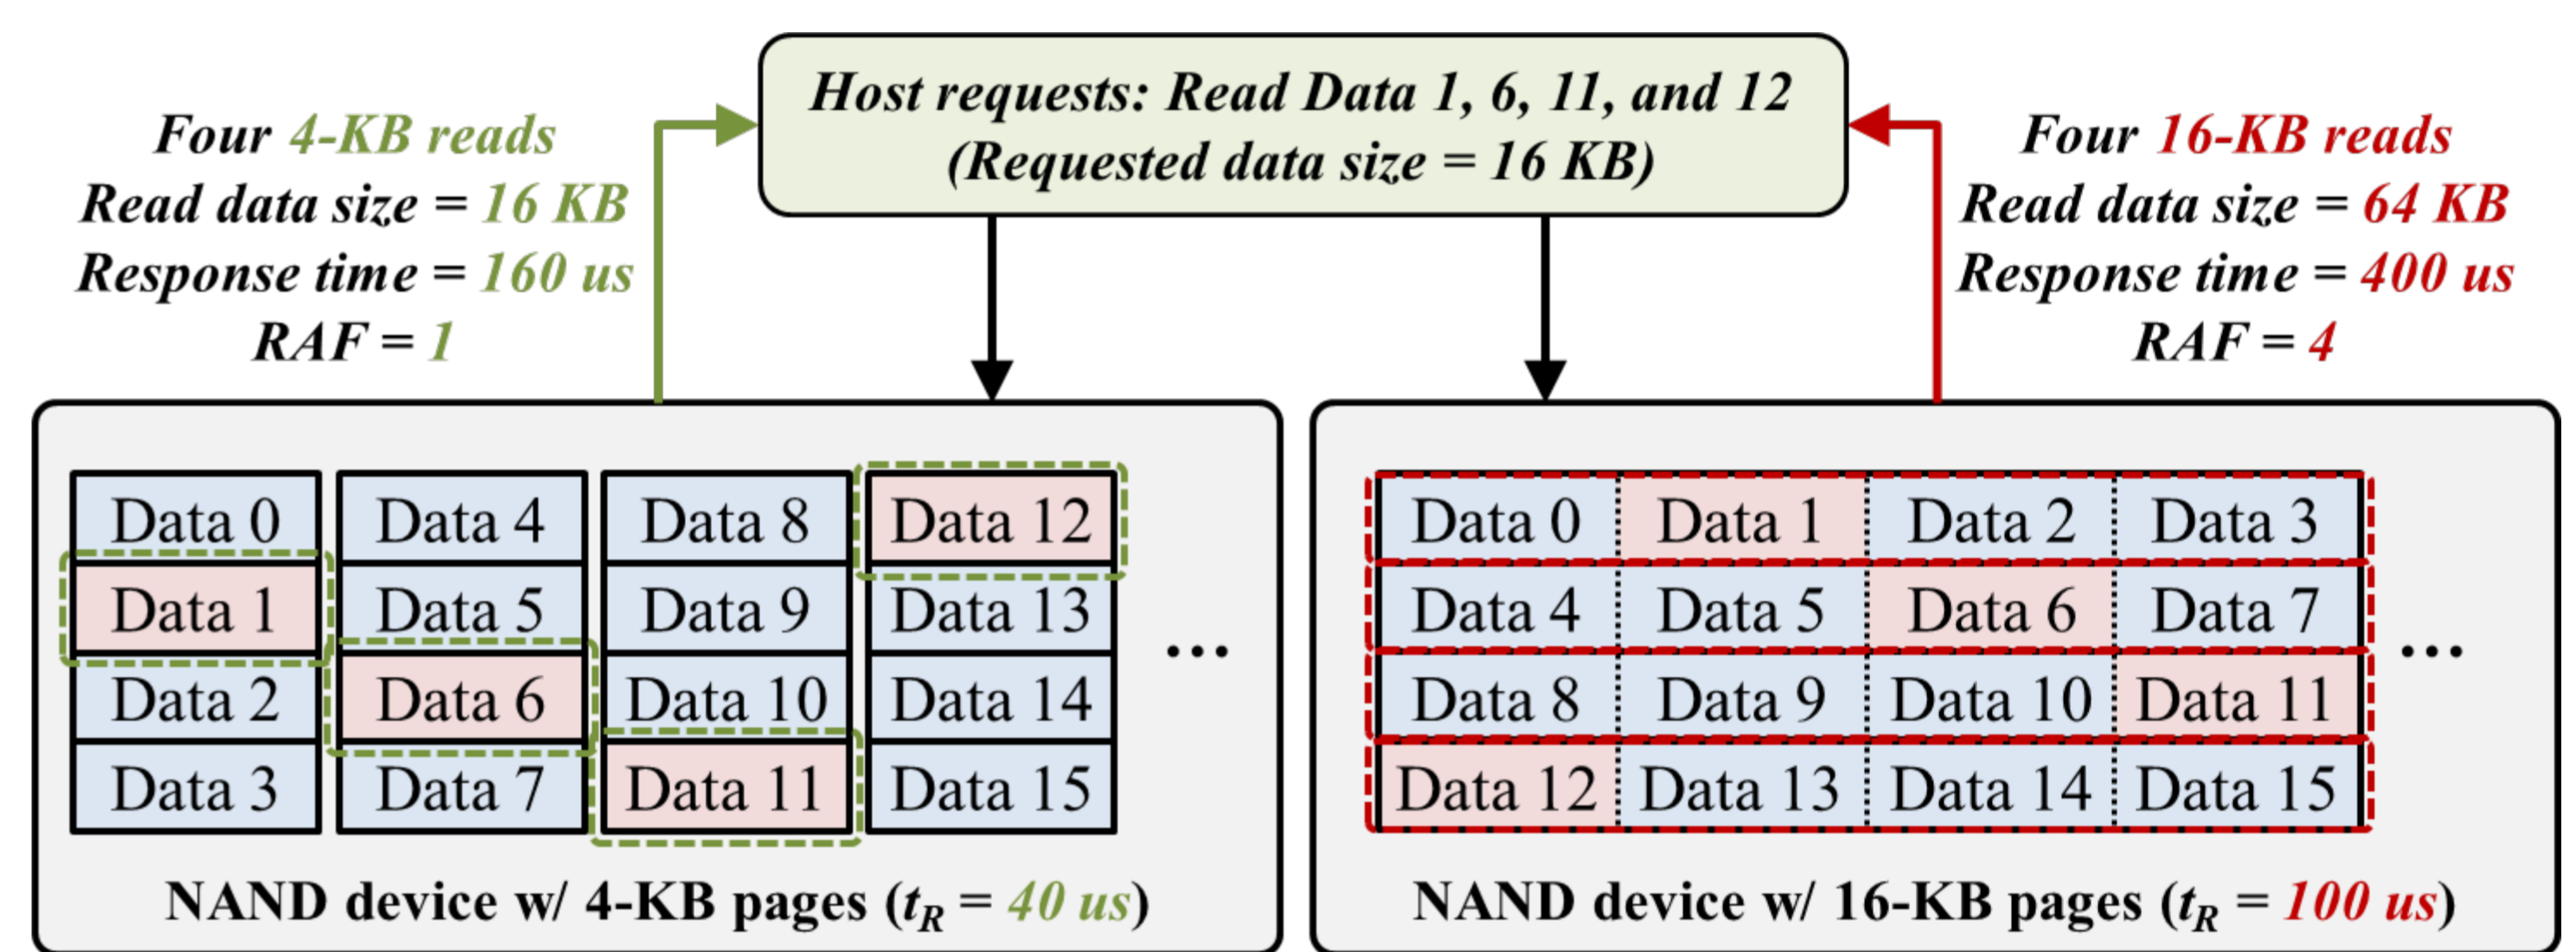 Host requests: Read Data 1, 6, 11, and 12
(Requested data size = 16 KB)
Four 4-KB reads
Read data size = 16 KB
Response time = 160 us
RAF = 1
Four 16-KB reads
Read data size = 64 KB
Response time = 400 us
RAF = 4
Data 0 Data 4 Data 8 Data 12
Data 1 Data 5 Data 9 Data 13
Data 2 Data 6 Data 10 Data 14
Data 3 Data 7 Data 11 Data 15
...
NAND device w/ 4-KB pages (tR = 40 us)
Data 0 Data 1 Data 2 Data 3
Data 4 Data 5 Data 6 Data 7
Data 8 Data 9 Data 10 Data 11
Data 12 Data 13 Data 14 Data 15
...
NAND device w/ 16-KB pages (tR = 100 us)